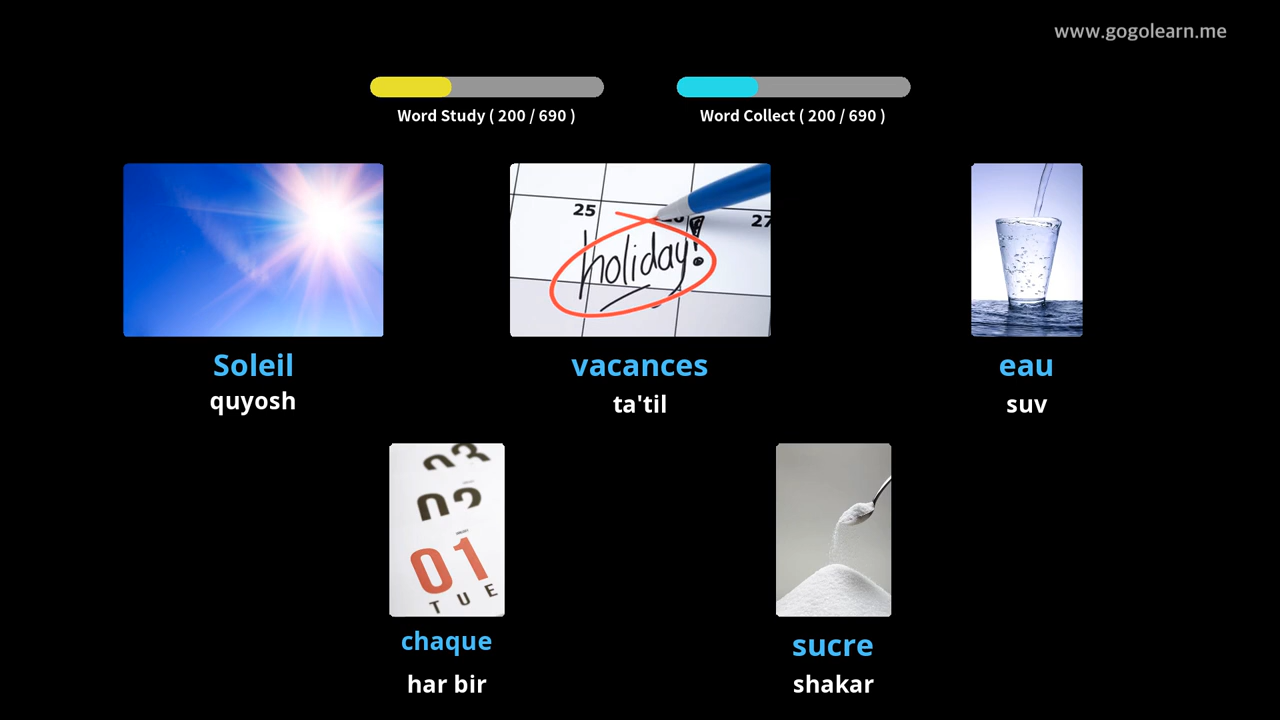 www.gogolearn.me
Word Study ( 200 / 690 )
Word Collect ( 200 / 690 )
25
27
holiday!
Soleil
vacances
eau
quyosh
ta'til
suv
01
TUE
chaque
sucre
har bir
shakar